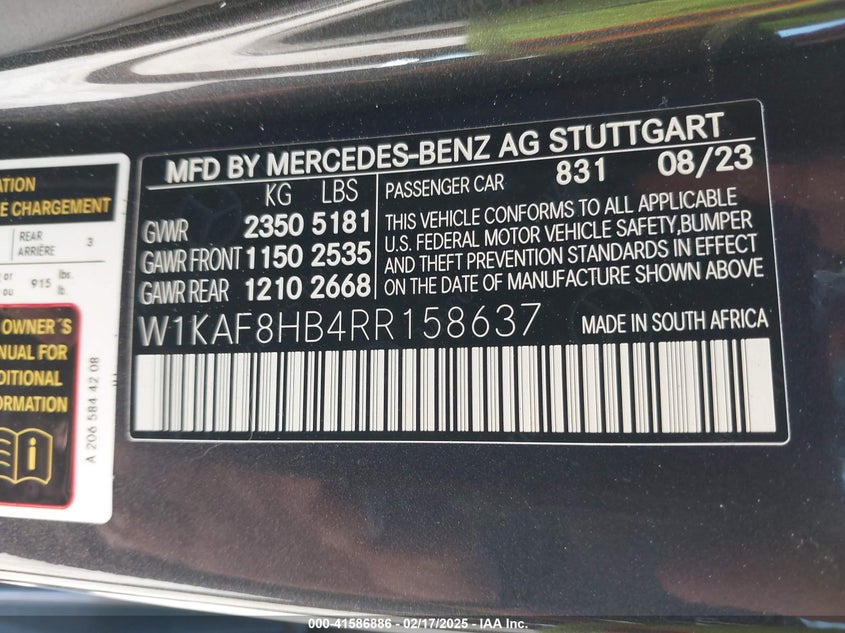 ATION
E CHARGEMENT
REAR
ARRIÈRE
3
or
ou
915
lbs.
lb.
OWNER´S
NUAL FOR
DITIONAL
ORMATION
A 206 584 42 08
MFD BY MERCEDES-BENZ AG STUTTGART
KG LBS
GVWR 2350 5181
GAWR FRONT 1150 2535
GAWR REAR 1210 2668
PASSENGER CAR 831 08/23
THIS VEHICLE CONFORMS TO ALL APPLICABLE
U.S. FEDERAL MOTOR VEHICLE SAFETY,BUMPER
AND THEFT PREVENTION STANDARDS IN EFFECT
ON THE DATE OF MANUFACTURE SHOWN ABOVE
W1KAF8HB4RR158637 MADE IN SOUTH AFRICA
000-41586886 - 02/17/2025 - IAA Inc.